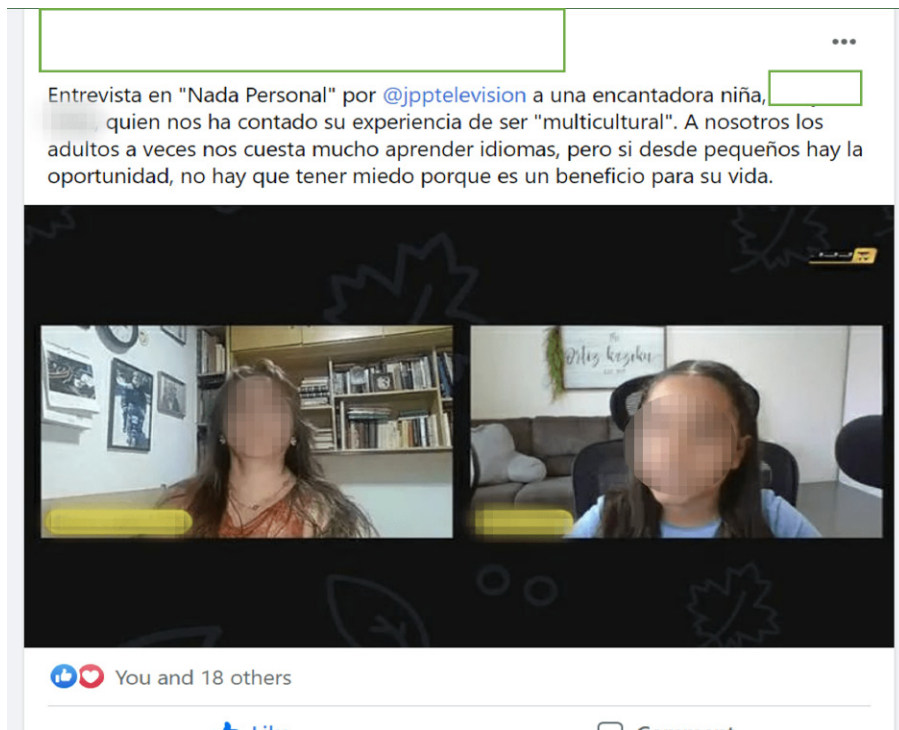 Entrevista en "Nada Personal" por @jpptelevision a una encantadora niña,
quien nos ha contado su experiencia de ser "multicultural". A nosotros los
adultos a veces nos cuesta mucho aprender idiomas, pero si desde pequeños hay la
oportunidad, no hay que tener miedo porque es un beneficio para su vida.
You and 18 others
Like
Comment